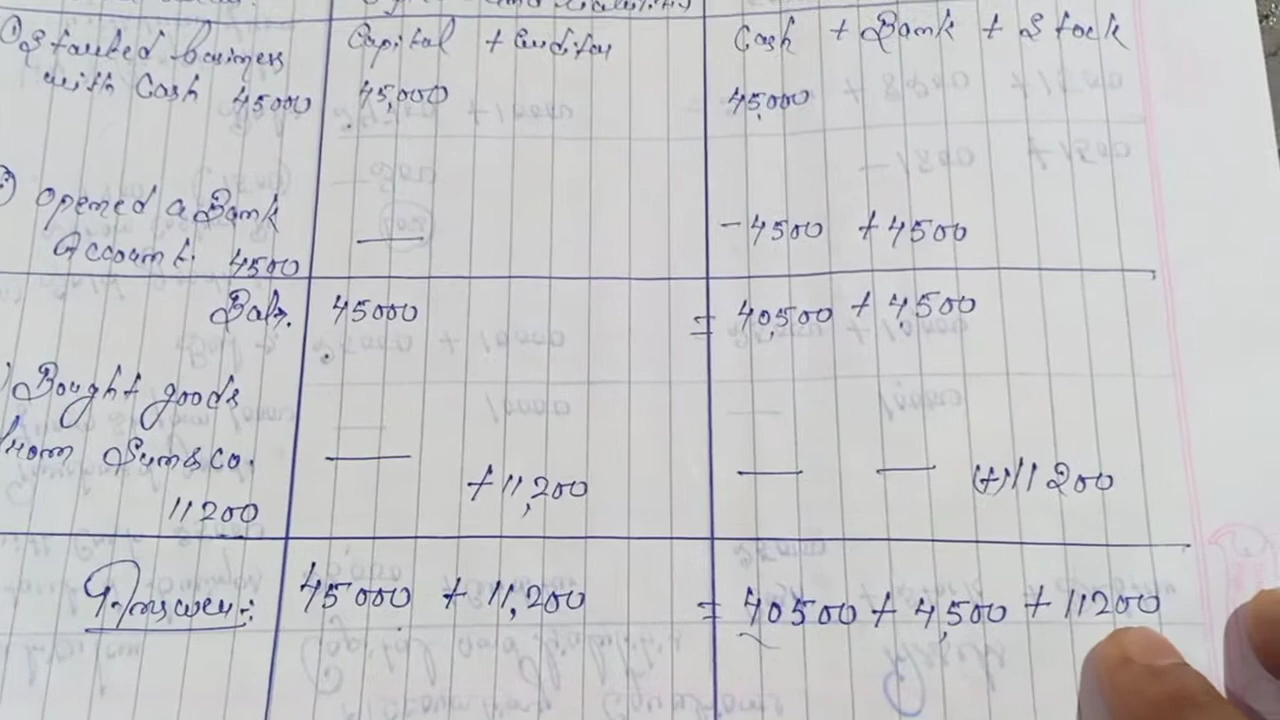 1) Started business Capital + Creditor Cash + Bank + Stock
with Cash 45000 45,000 45,000
Opened a Bank - 4500 + 4500
Account. 4500 —
Bal. 45000 = 40,500 + 4,500
Bought goods
from Sun&co. — + 11,200 — — (+) 11200
11200
Answer:- 45000 + 11,200 = 40500 + 4,500 + 11200